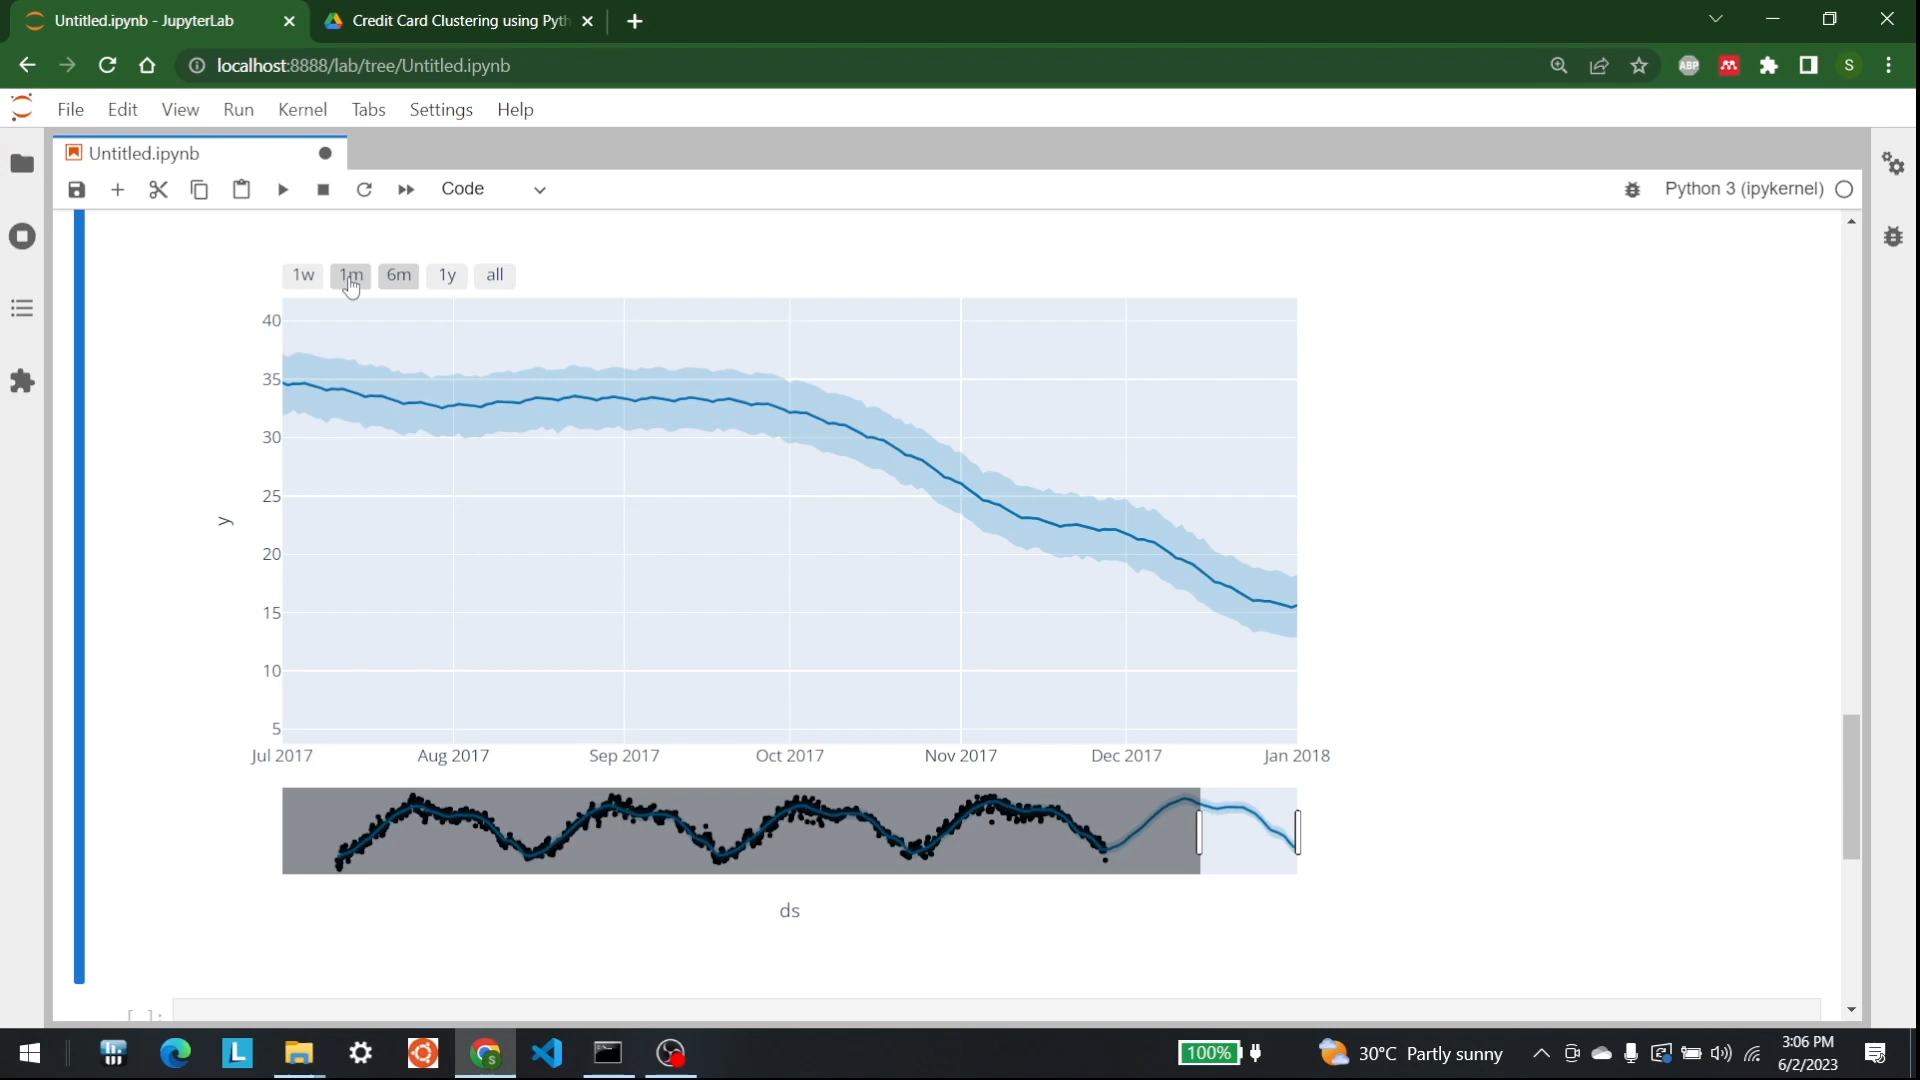 Untitled.ipynb - JupyterLab
Credit Card Clustering using Pyth
localhost:8888/lab/tree/Untitled.ipynb
ABP
S
File Edit View Run Kernel Tabs Settings Help
Untitled.ipynb
Code
Python 3 (ipykernel)
1w 1m 6m 1y all
40
35
30
25
20
15
10
5
y
Jul 2017 Aug 2017 Sep 2017 Oct 2017 Nov 2017 Dec 2017 Jan 2018
ds
[ ]:
L
S
100%
30°C Partly sunny
3:06 PM
6/2/2023